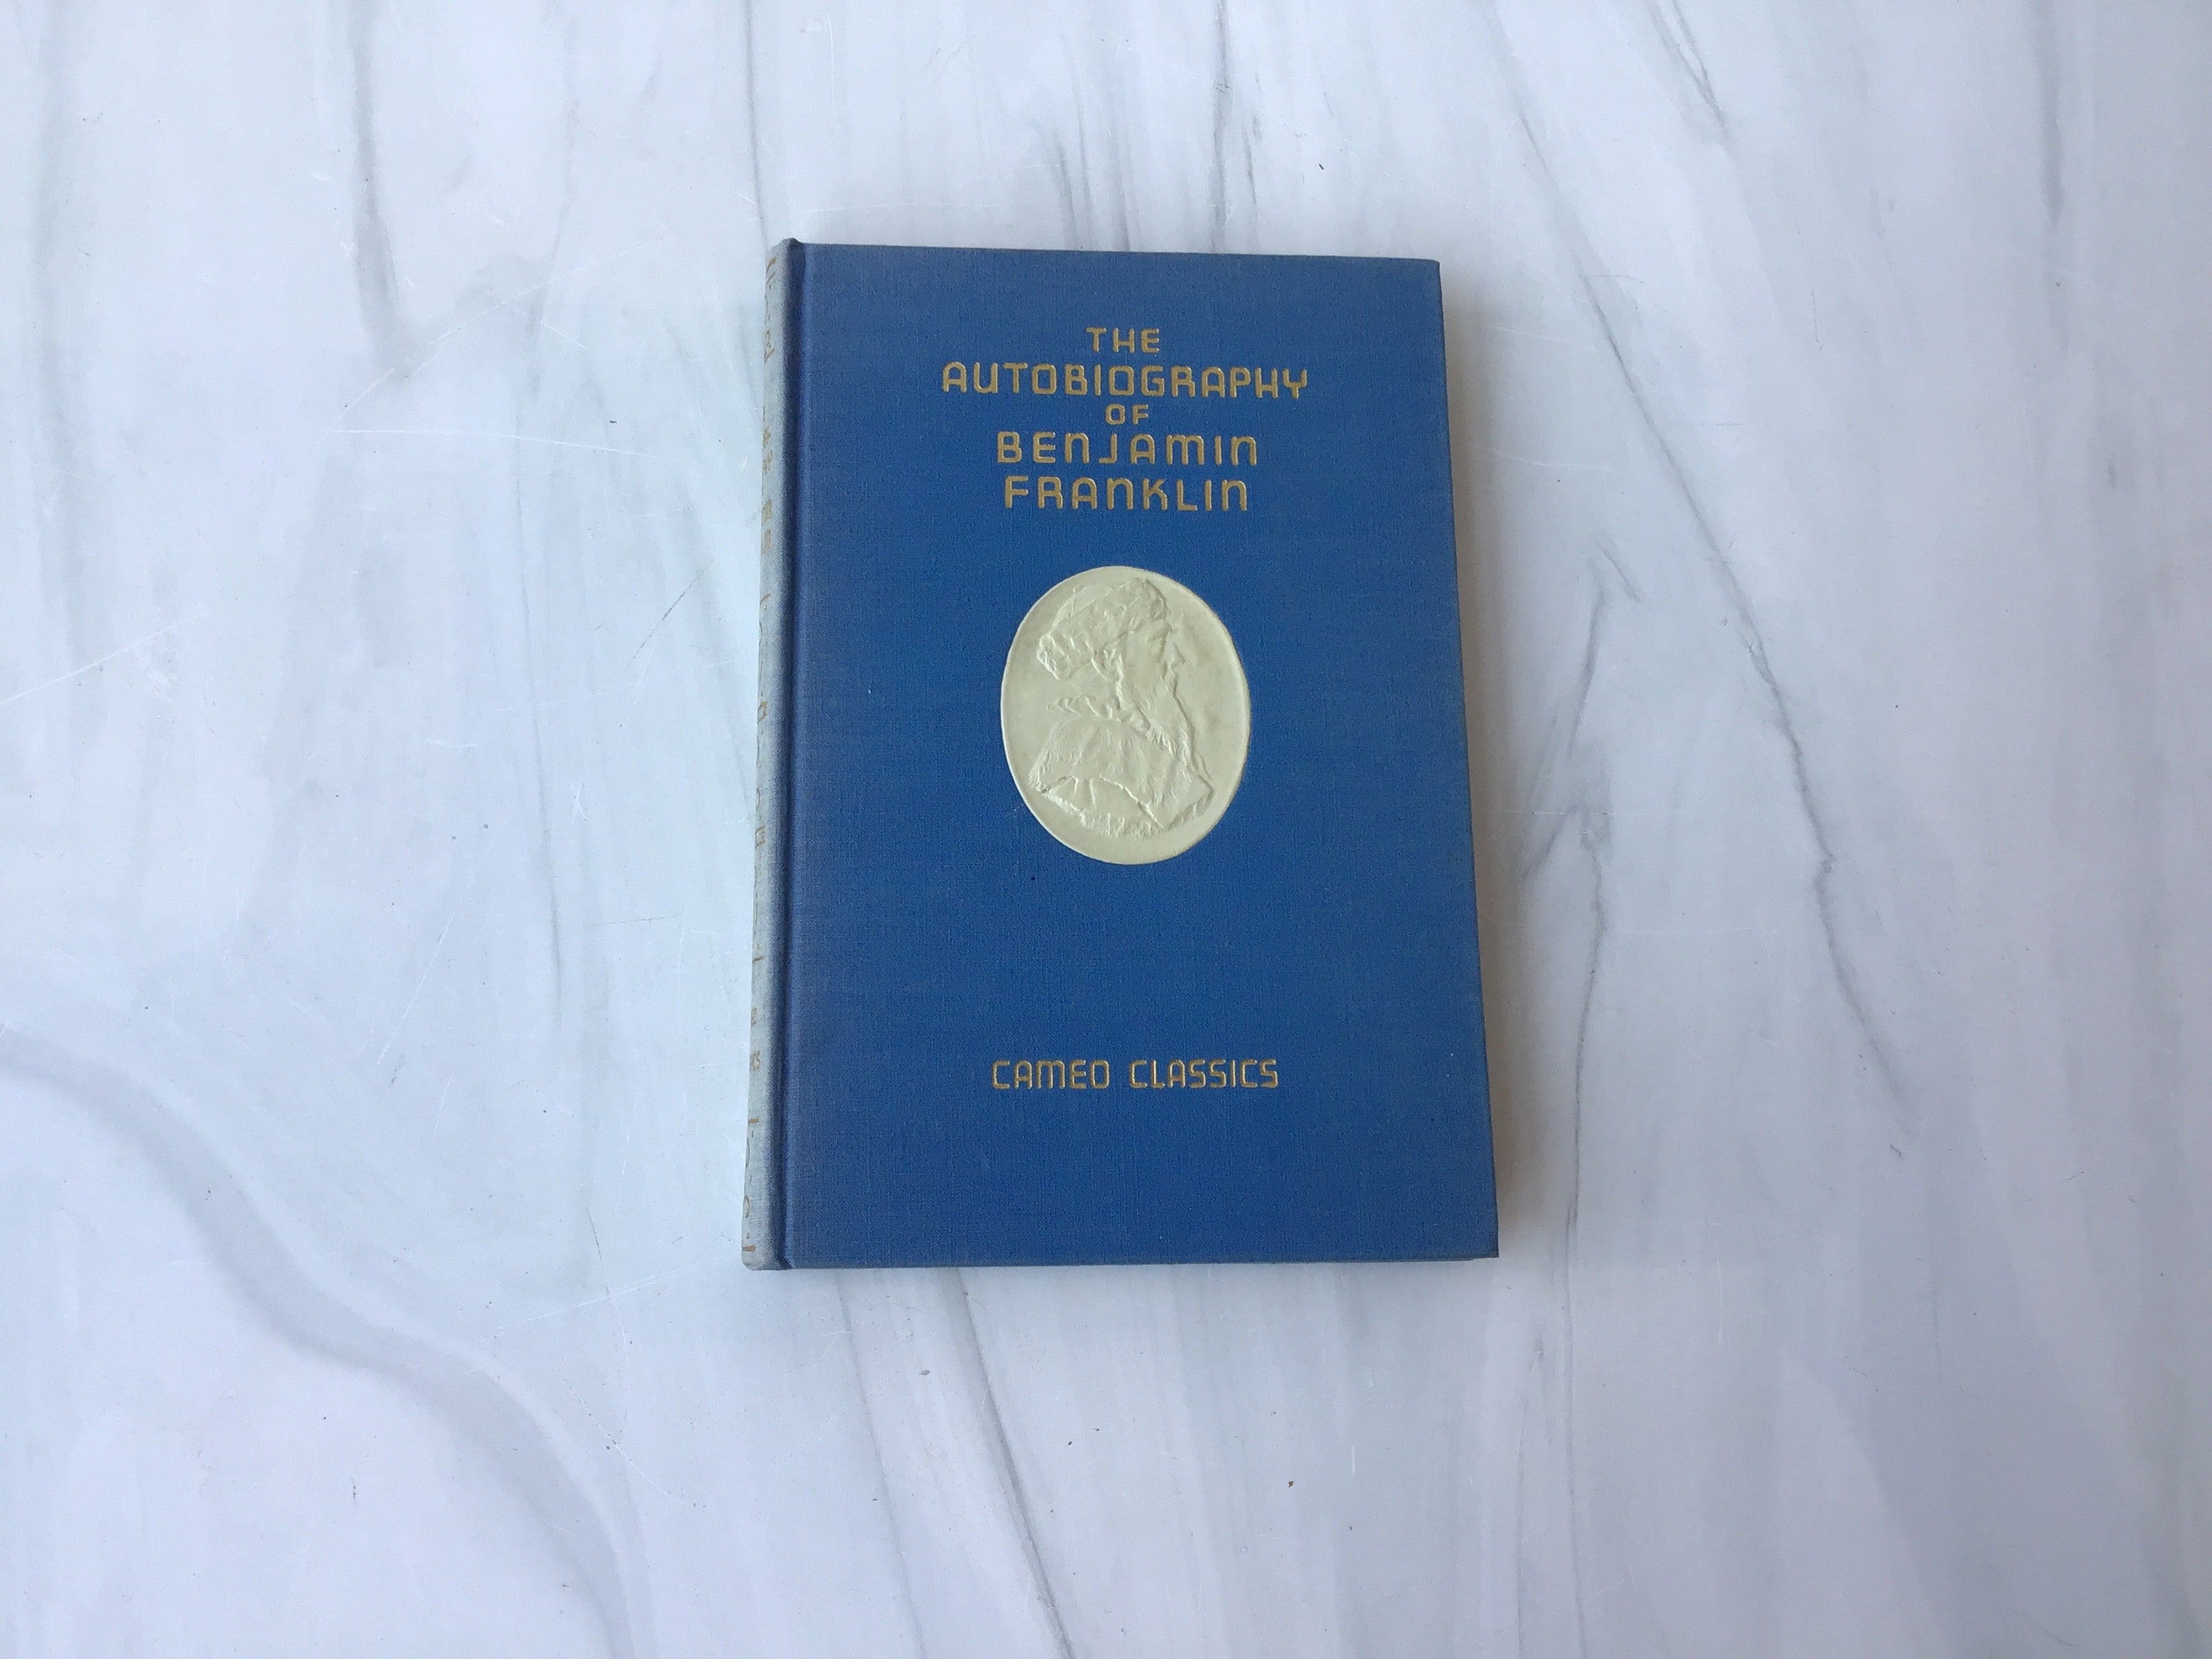 THE
AUTOBIOGRAPHY
OF
BENJAMIN
FRANKLIN
CAMEO CLASSICS